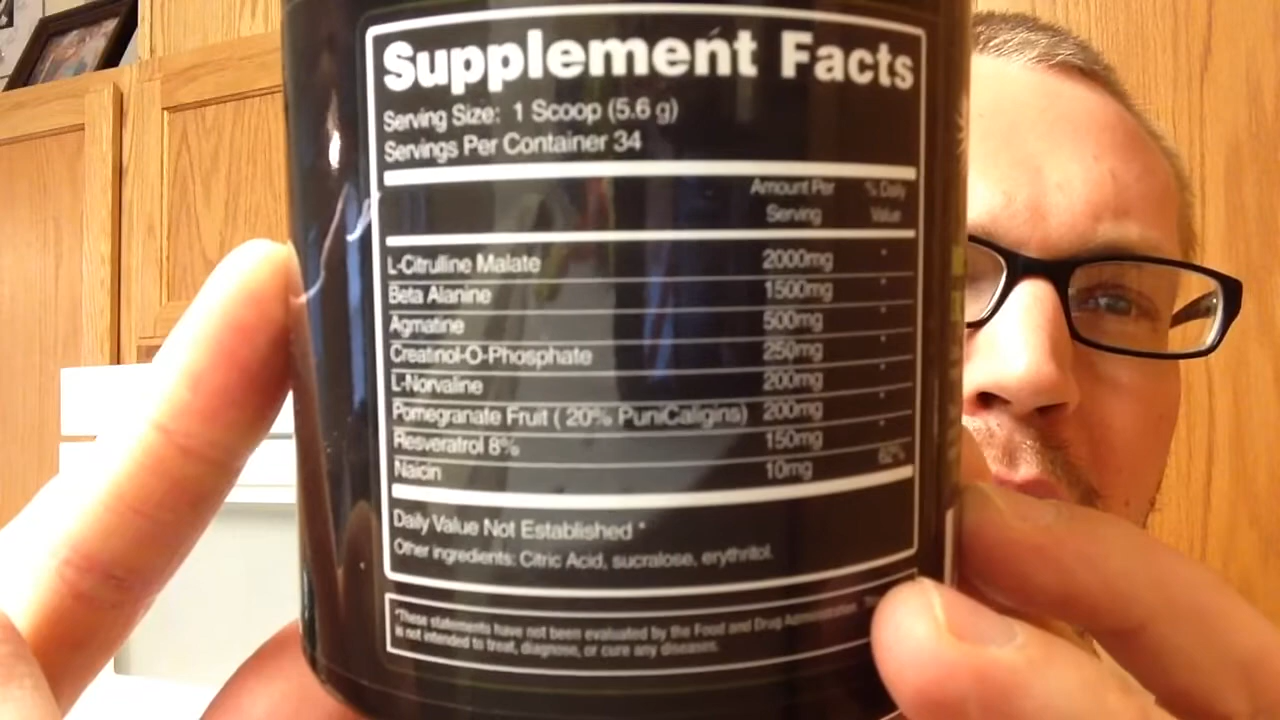 Supplement Facts
Serving Size: 1 Scoop (5.6 g)
Servings Per Container 34
Amount Per Serving % Daily Value
L-Citrulline Malate 2000mg *
Beta Alanine 1500mg *
Agmatine 500mg *
Creatinol-O-Phosphate 250mg *
L-Norvaline 200mg *
Pomegranate Fruit ( 20% PuniCaligins) 200mg *
Resveratrol 8% 150mg *
Naicin 10mg 62%
Daily Value Not Established *
Other ingredients: Citric Acid, sucralose, erythritol.
*These statements have not been evaluated by the Food and Drug Administration
is not intended to treat, diagnose, or cure any diseases.